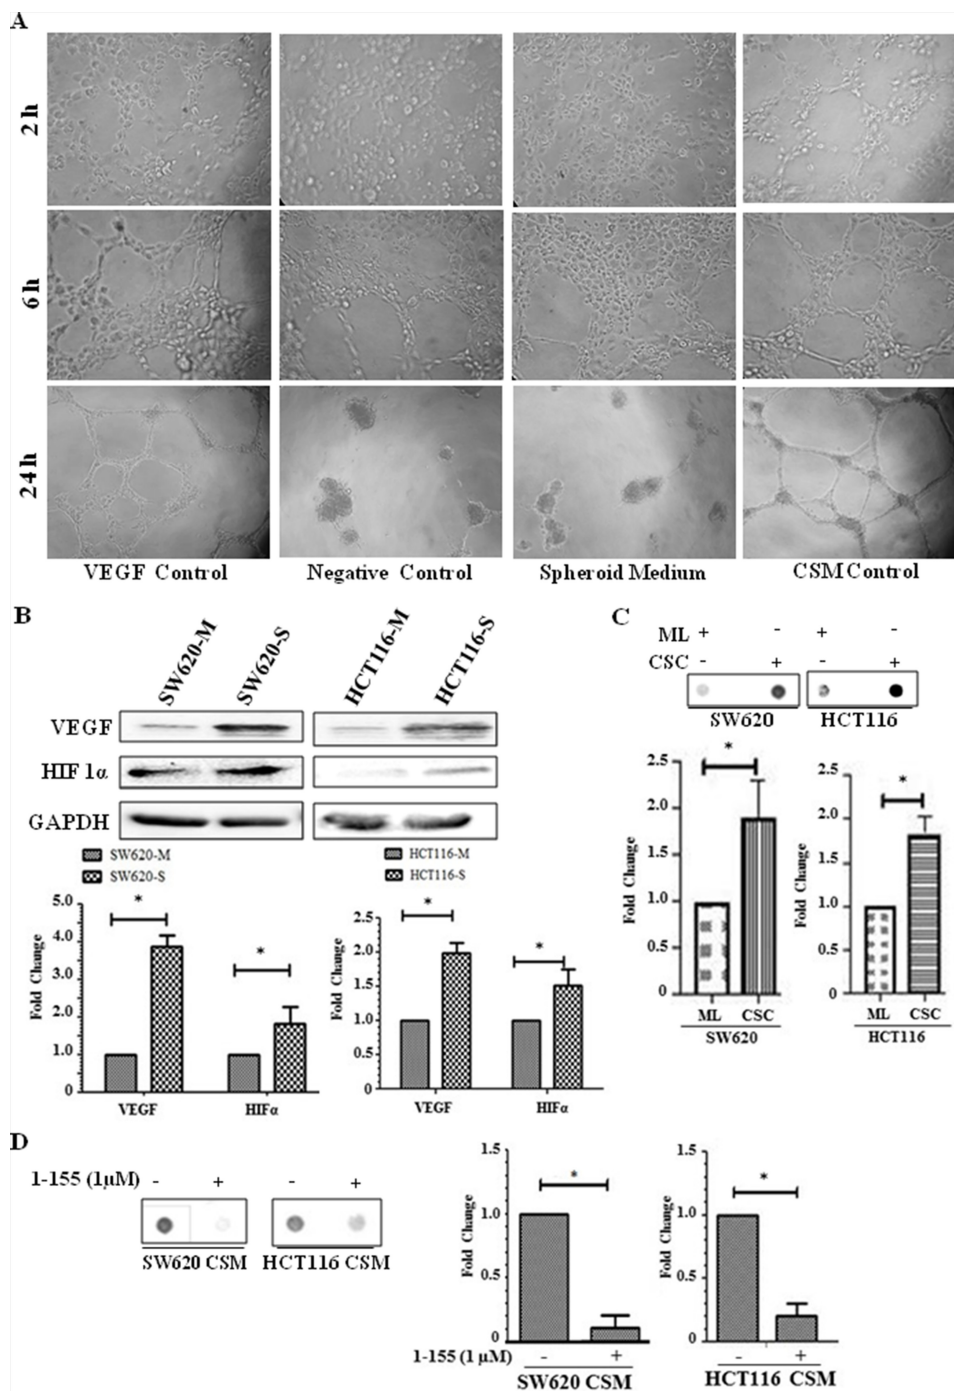 A
2 h
6 h
24 h
VEGF Control
Negative Control
Spheroid Medium
CSM Control
B
SW620-M
SW620-S
HCT116-M
HCT116-S
VEGF
HIF 1α
GAPDH
SW620-M
SW620-S
HCT116-M
HCT116-S
Fold Change
5.0
4.0
3.0
2.0
1.0
0
*
*
VEGF
HIFα
Fold Change
2.5
2.0
1.5
1.0
0.5
0
*
*
VEGF
HIFα
C
ML + - + -
CSC - + - +
SW620
HCT116
Fold Change
2.5
2.0
1.5
1.0
0.5
0
*
ML CSC
SW620
Fold Change
2.5
2.0
1.5
1.0
0.5
0
*
ML CSC
HCT116
D
1-155 (1µM) - + - +
SW620 CSM
HCT116 CSM
Fold Change
1.5
1.0
0.5
0
*
1-155 (1 µM) - +
SW620 CSM
Fold Change
1.5
1.0
0.5
0
*
- +
HCT116 CSM